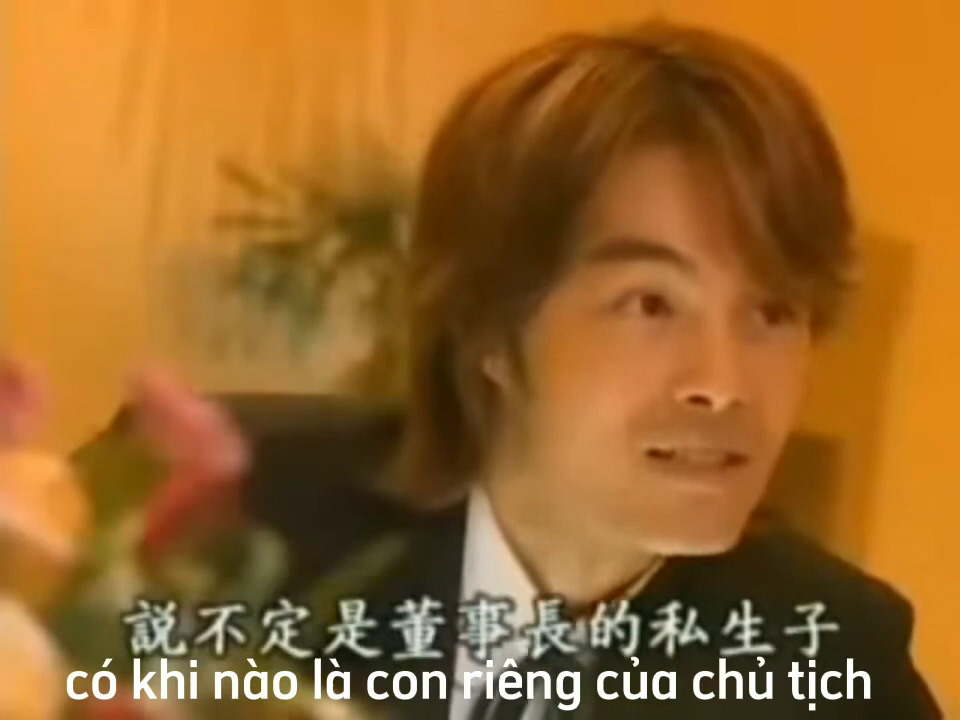 説不定是董事長的私生子
có khi nào là con riêng của chủ tịch